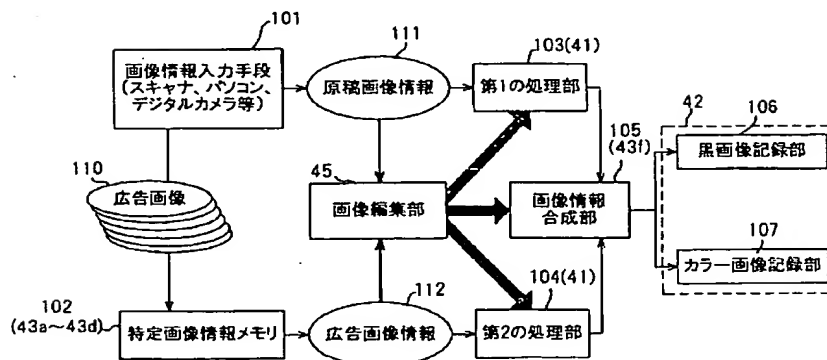 101
画像情報入力手段
(スキャナ、パソコン、
デジタルカメラ等)
111
原稿画像情報
103(41)
第1の処理部
42
106
黒画像記録部
105
(43f)
110
広告画像
45
画像編集部
画像情報
合成部
107
カラー画像記録部
102
(43a〜43d)
特定画像情報メモリ
112
広告画像情報
104(41)
第2の処理部